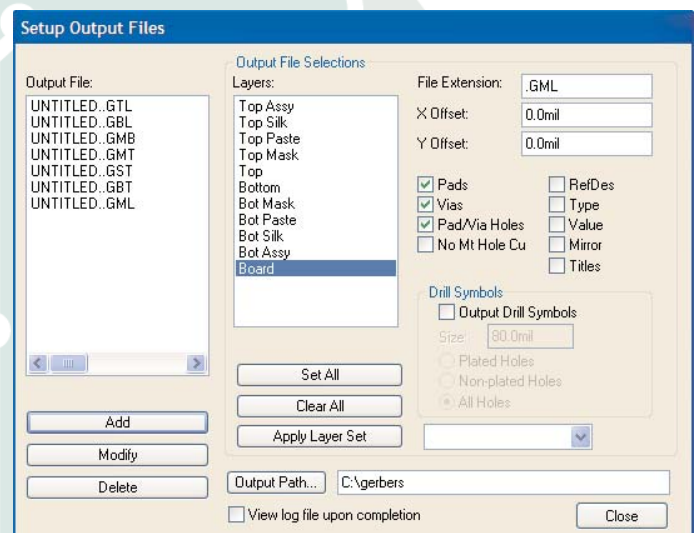 Setup Output Files
Output File:
UNTITLED..GTL
UNTITLED..GBL
UNTITLED..GMB
UNTITLED..GMT
UNTITLED..GST
UNTITLED..GBT
UNTITLED..GML
Add
Modify
Delete
Output File Selections
Layers:
Top Assy
Top Silk
Top Paste
Top Mask
Top
Bottom
Bot Mask
Bot Paste
Bot Silk
Bot Assy
Board
Set All
Clear All
Apply Layer Set
File Extension: .GML
X Offset: 0.0mil
Y Offset: 0.0mil
Pads RefDes
Vias Type
Pad/Via Holes Value
No Mt Hole Cu Mirror
Titles
Drill Symbols
Output Drill Symbols
Size: 80.0mil
Plated Holes
Non-plated Holes
All Holes
Output Path... C:\gerbers
View log file upon completion Close